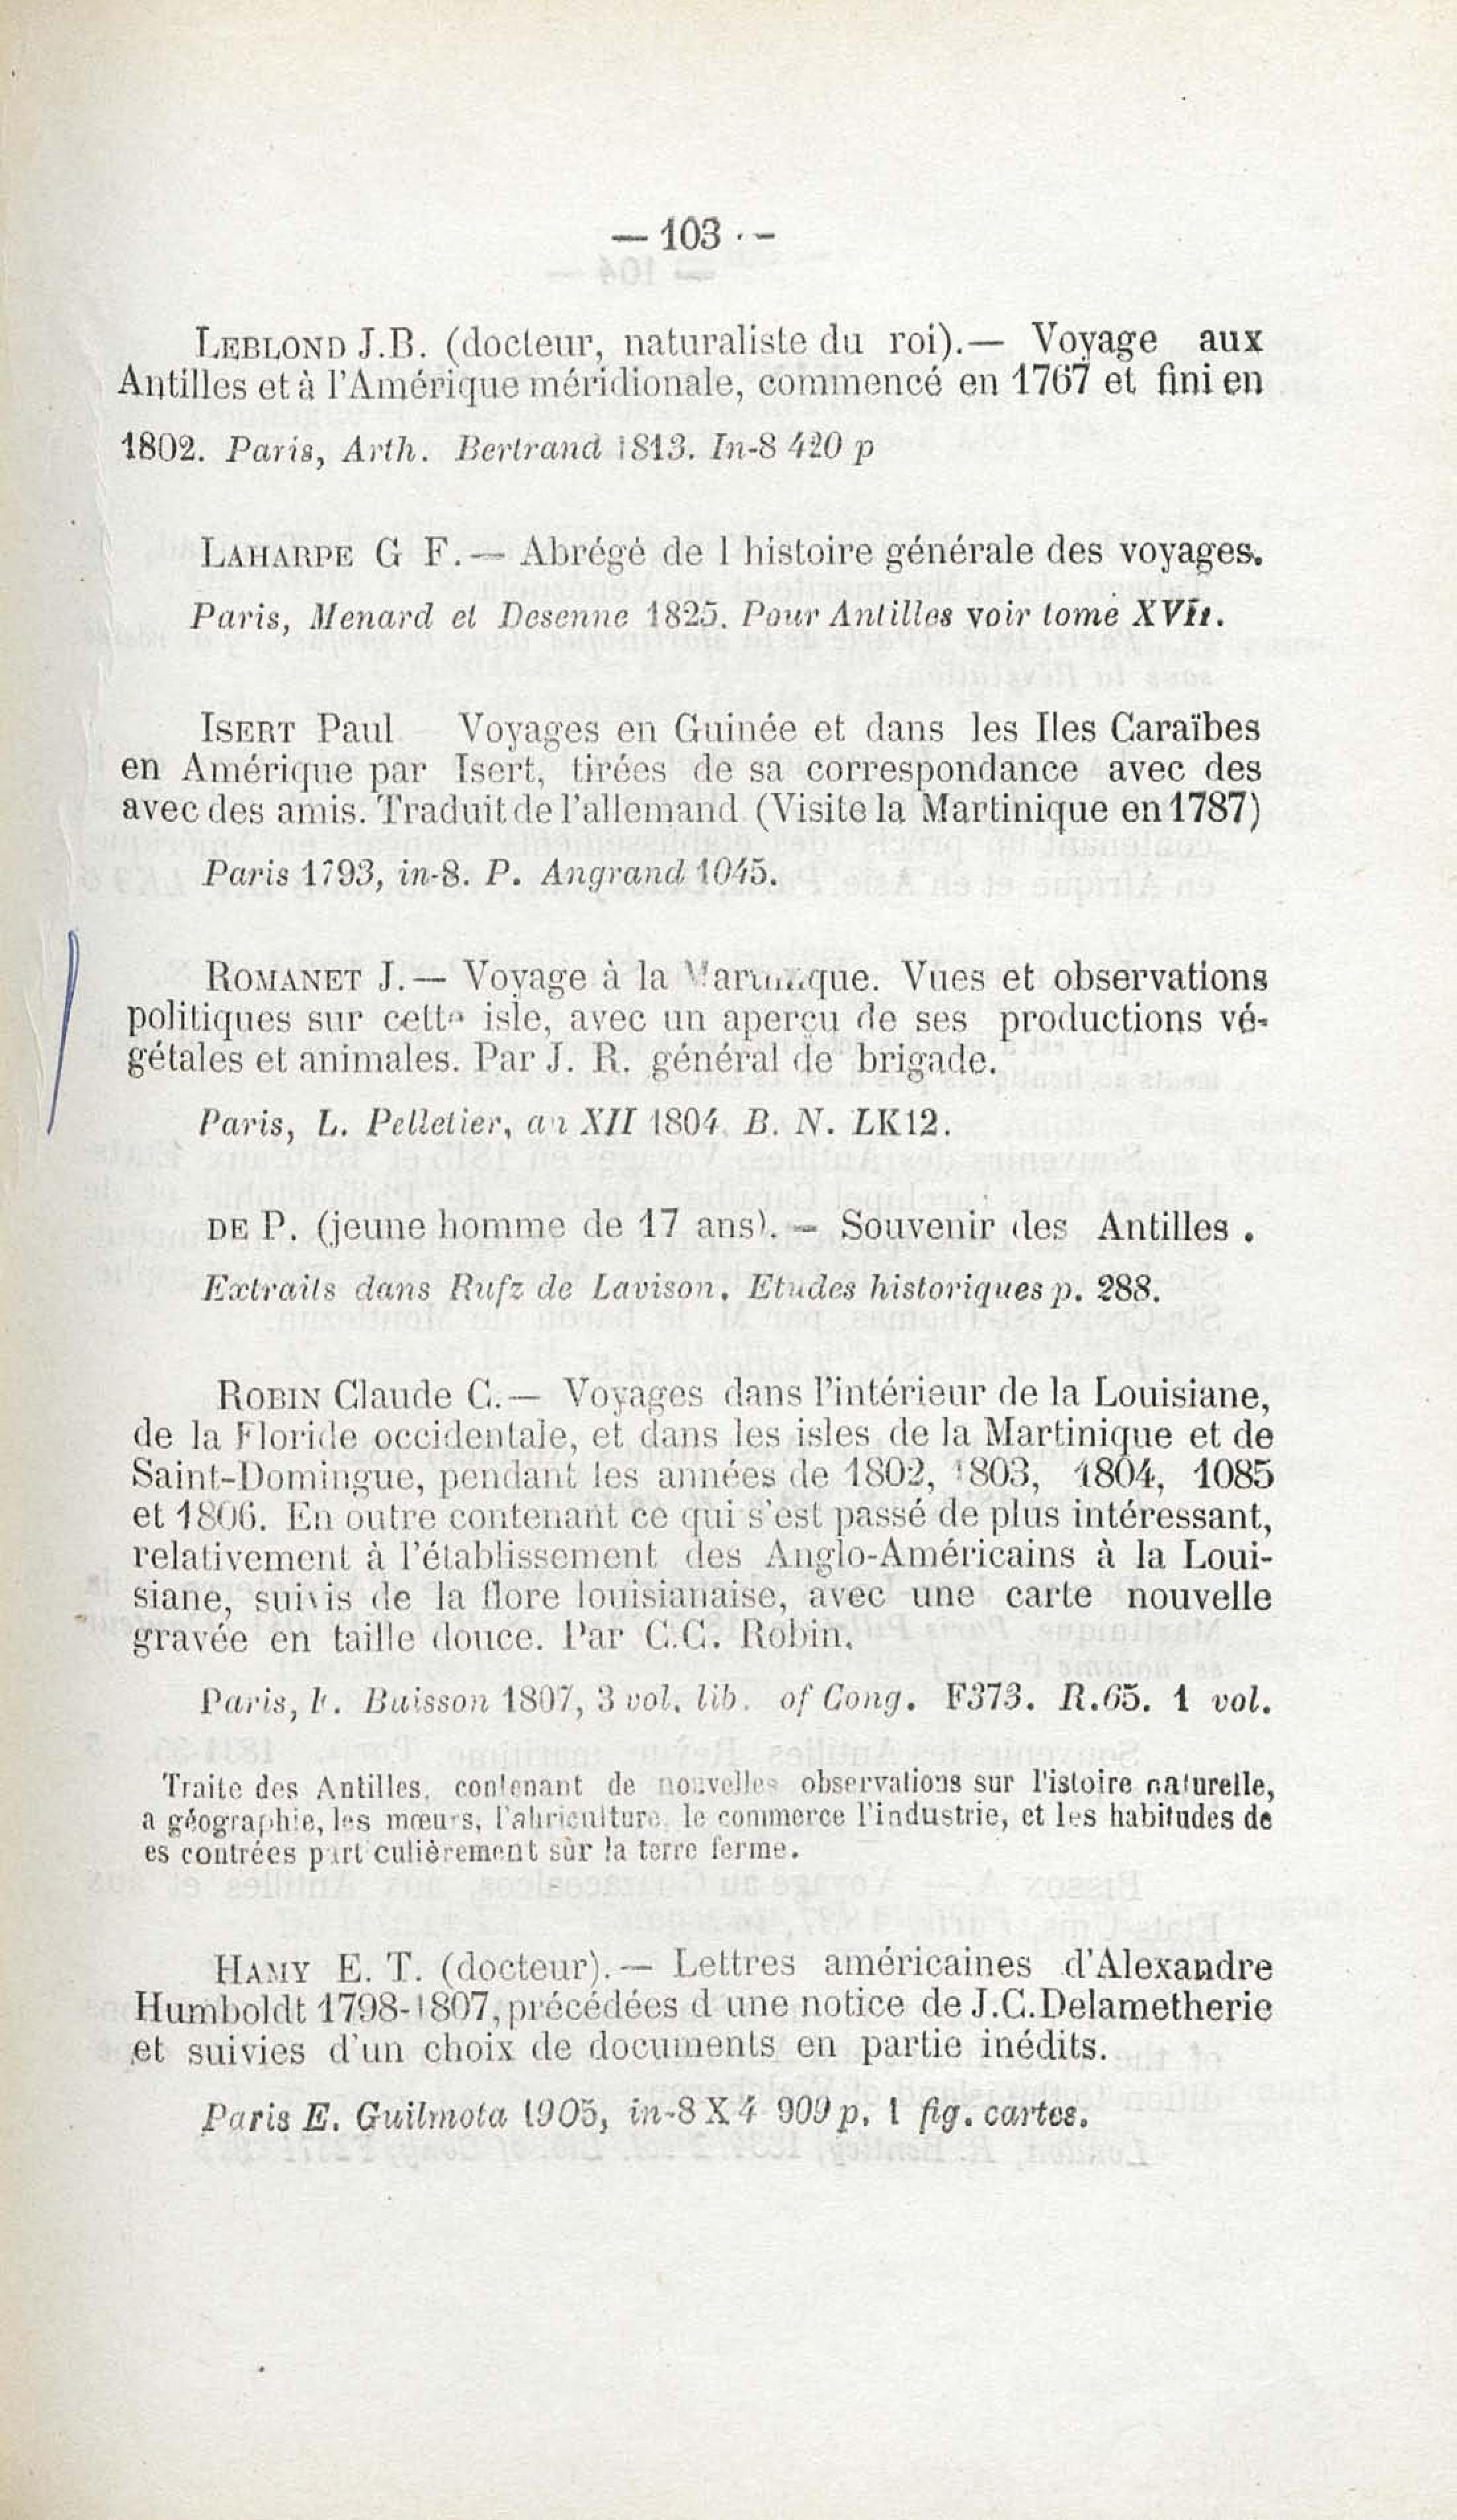 — 103 · -
LEBLOND J.B. (docteur, naturaliste du roi).— Voyage aux
Antilles et à l'Amérique méridionale, commencé en 1767 et fini en
1802. Paris, Arth. Bertrand 1813. In-8 420 p
LAHARPE G F.— Abrégé de l histoire générale des voyages.
Paris, Menard et Desenne 1825. Pour Antilles voir tome XVII.
ISERT Paul Voyages en Guinée et dans les Iles Caraïbes
en Amérique par Isert, tirées de sa correspondance avec des
avec des amis. Traduit de l'allemand (Visite la Martinique en 1787)
Paris 1793, in-8. P. Angrand 1045.
ROMANET J.— Voyage à la Martinique. Vues et observations
politiques sur cette isle, avec un aperçu de ses productions vé-
gétales et animales. Par J. R. général de brigade.
Paris, L. Pelletier, an XII 1804 B. N. LK12.
DE P. (jeune homme de 17 ans). — Souvenir des Antilles .
Extraits dans Rufz de Lavison. Etudes historiques p. 288.
ROBIN Claude C.— Voyages dans l'intérieur de la Louisiane,
de la Floride occidentale, et dans les isles de la Martinique et de
Saint-Domingue, pendant les années de 1802, 1803, 1804, 1085
et 1806. En outre contenant ce qui s'est passé de plus intéressant,
relativement à l'établissement des Anglo-Américains à la Loui-
siane, suivis de la flore louisianaise, avec une carte nouvelle
gravée en taille douce. Par C.C. Robin.
Paris, F. Buisson 1807, 3 vol. lib. of Cong. F373. R.65. 1 vol.
Traite des Antilles, contenant de nouvelles observations sur l'istoire naturelle,
a géographie, les mœurs, l'ahriculture, le commerce l'industrie, et les habitudes de
es contrées part culièrement sur la terre ferme.
HAMY E. T. (docteur).— Lettres américaines d'Alexandre
Humboldt 1798-1807, précédées d une notice de J.C. Delametherie
et suivies d'un choix de documents en partie inédits.
Paris E. Guilmota 1905, in-8 X 4 909 p. 1 fig. cartes.